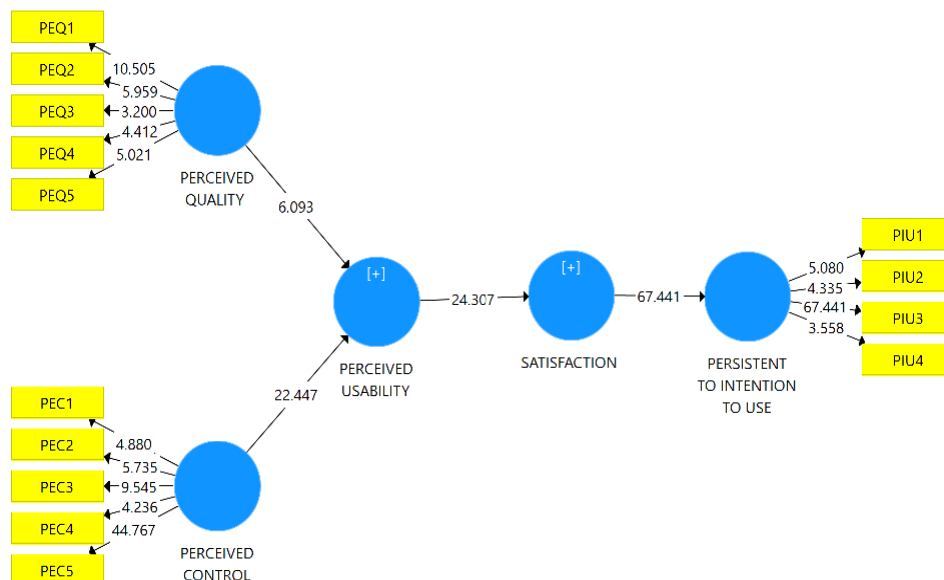 PEQ1
PEQ2
PEQ3
PEQ4
PEQ5
10.505
5.959
3.200
4.412
5.021
PERCEIVED
QUALITY
6.093
[+]
PERCEIVED
USABILITY
24.307
[+]
SATISFACTION
67.441
PERSISTENT
TO INTENTION
TO USE
5.080
4.335
67.441
3.558
PIU1
PIU2
PIU3
PIU4
22.447
PEC1
PEC2
PEC3
PEC4
PEC5
4.880
5.735
9.545
4.236
44.767
PERCEIVED
CONTROL